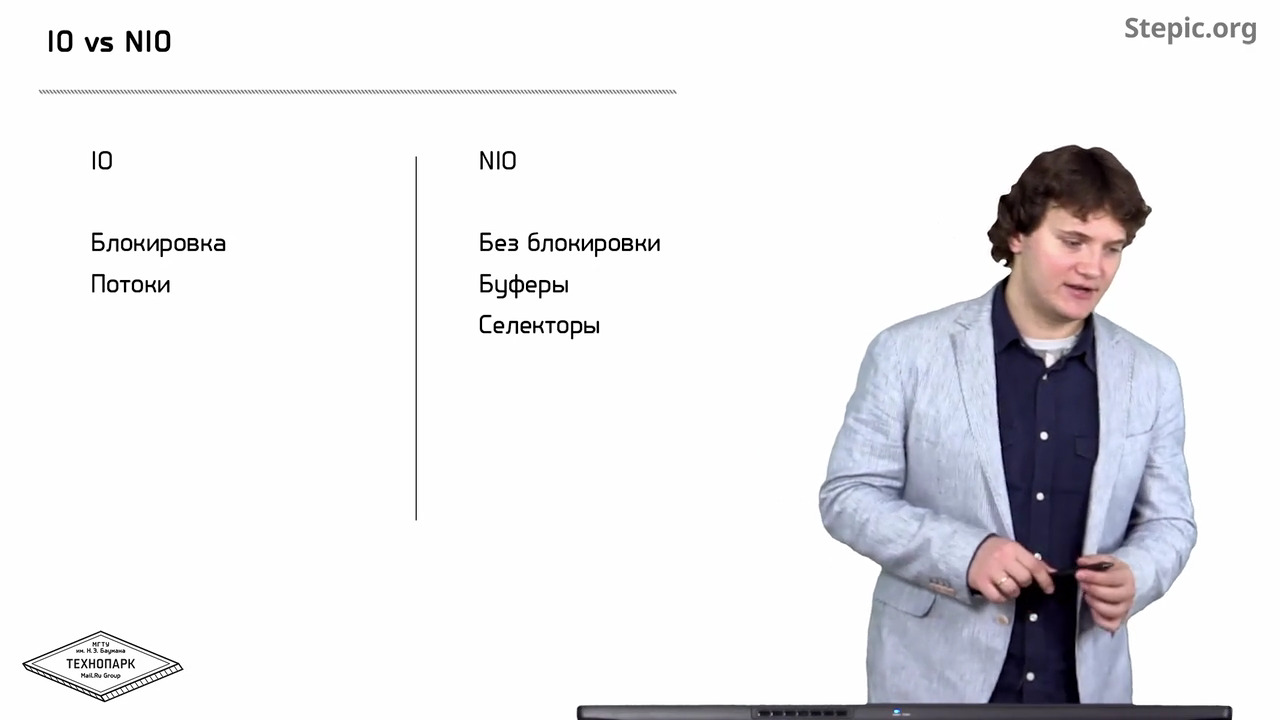 IO vs NIO
Stepic.org
IO
Блокировка
Потоки
NIO
Без блокировки
Буферы
Селекторы
МГТУ
им. Н.Э. Баумана
ТЕХНОПАРК
Mail.Ru Group